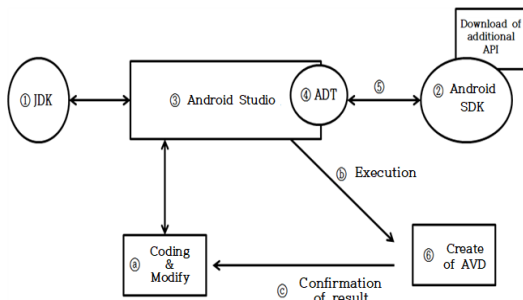 Download of
additional
API
① JDK
③ Android Studio
④ ADT
⑤
② Android
SDK
ⓑ Execution
ⓐ Coding
&
Modify
⑥ Create
of AVD
ⓒ Confirmation
of result